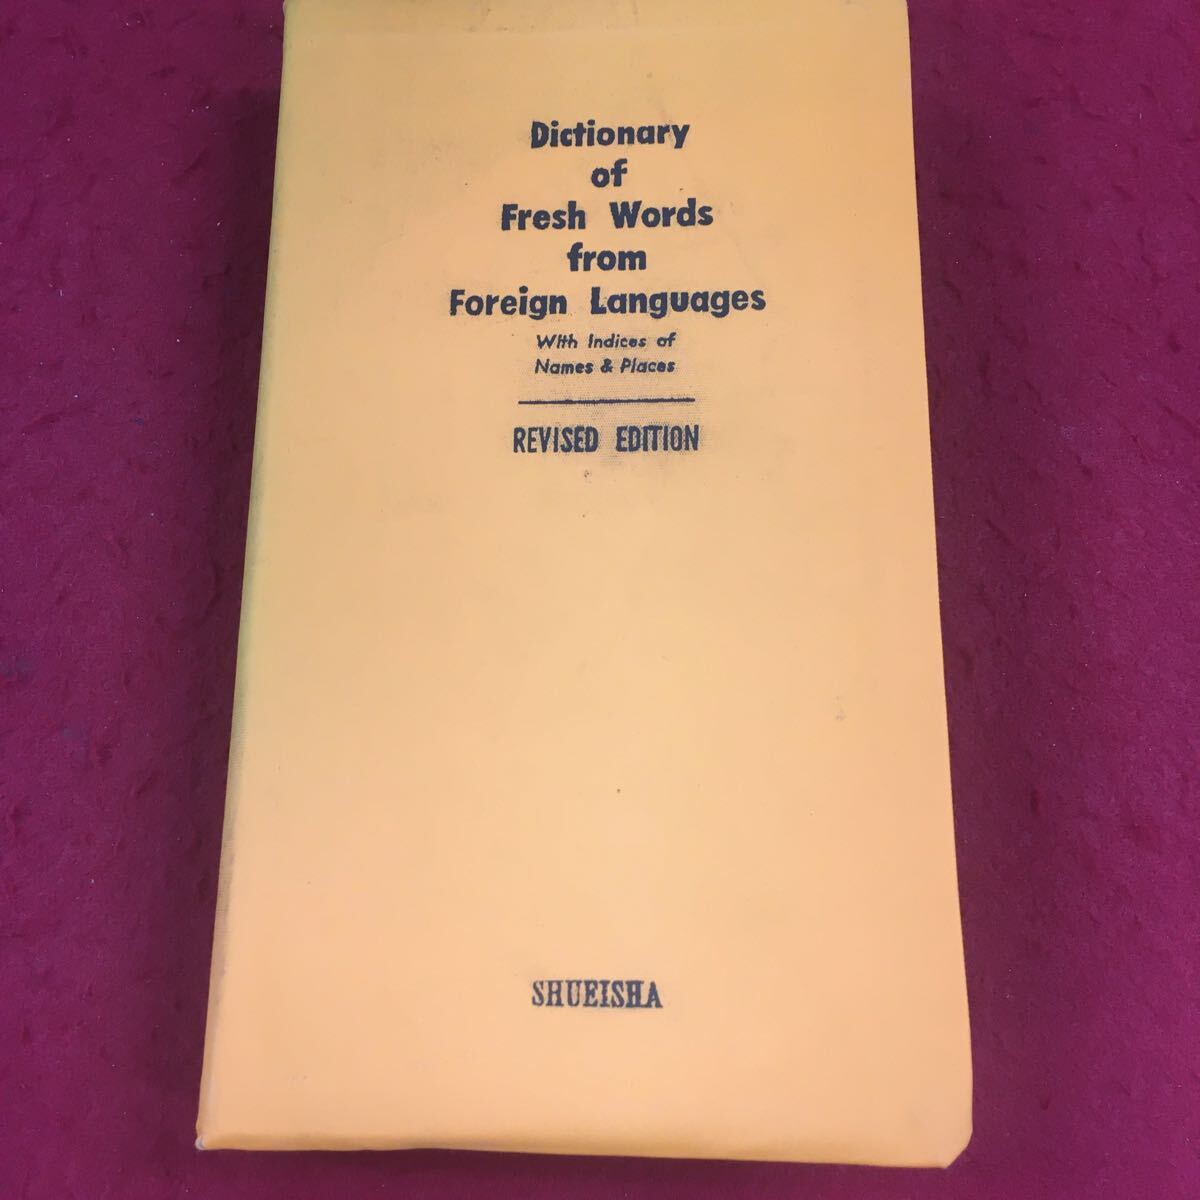 Dictionary
of
Fresh Words
from
Foreign Languages
With Indices of
Names & Places
REVISED EDITION
SHUEISHA